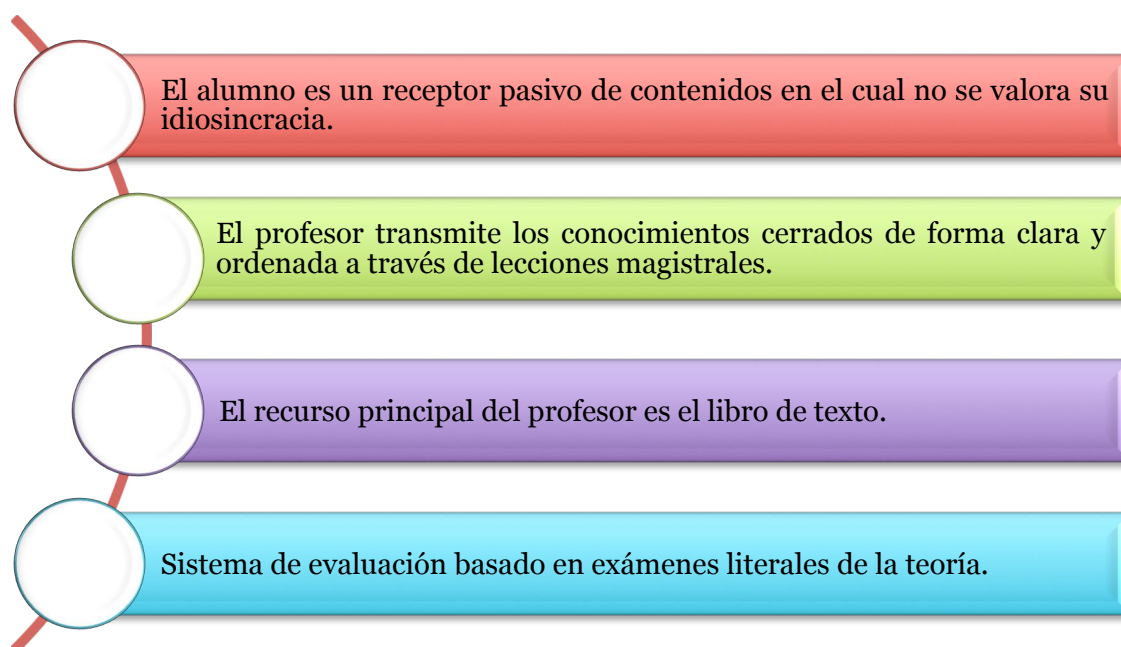 El alumno es un receptor pasivo de contenidos en el cual no se valora su
idiosincracia.
El profesor transmite los conocimientos cerrados de forma clara y
ordenada a través de lecciones magistrales.
El recurso principal del profesor es el libro de texto.
Sistema de evaluación basado en exámenes literales de la teoría.